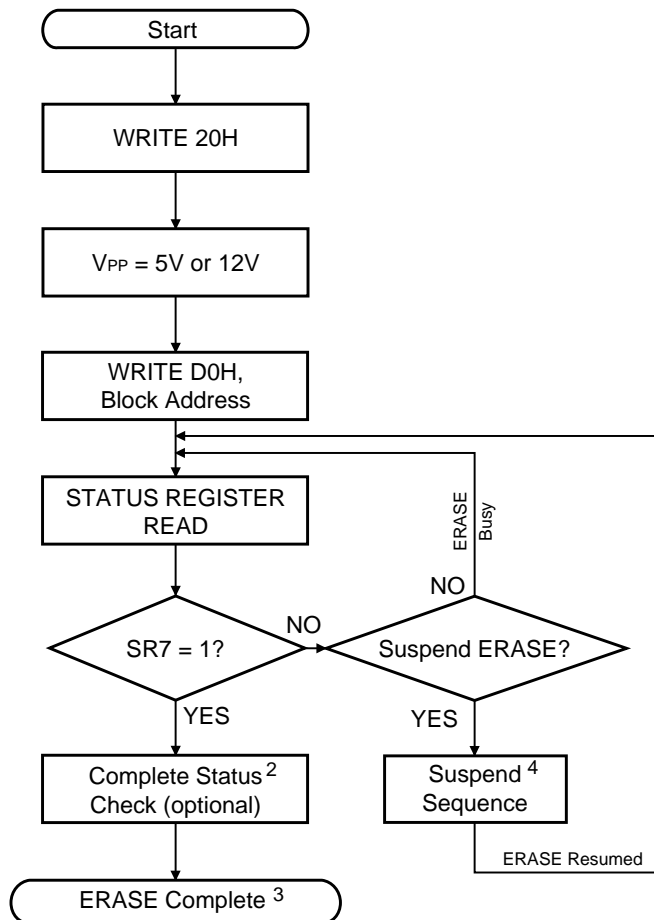 Start
WRITE 20H
VPP = 5V or 12V
WRITE D0H,
Block Address
STATUS REGISTER
READ
ERASE
Busy
NO
SR7 = 1?
NO
Suspend ERASE?
YES
YES
Complete Status 2
Check (optional)
Suspend 4
Sequence
ERASE Resumed
ERASE Complete 3